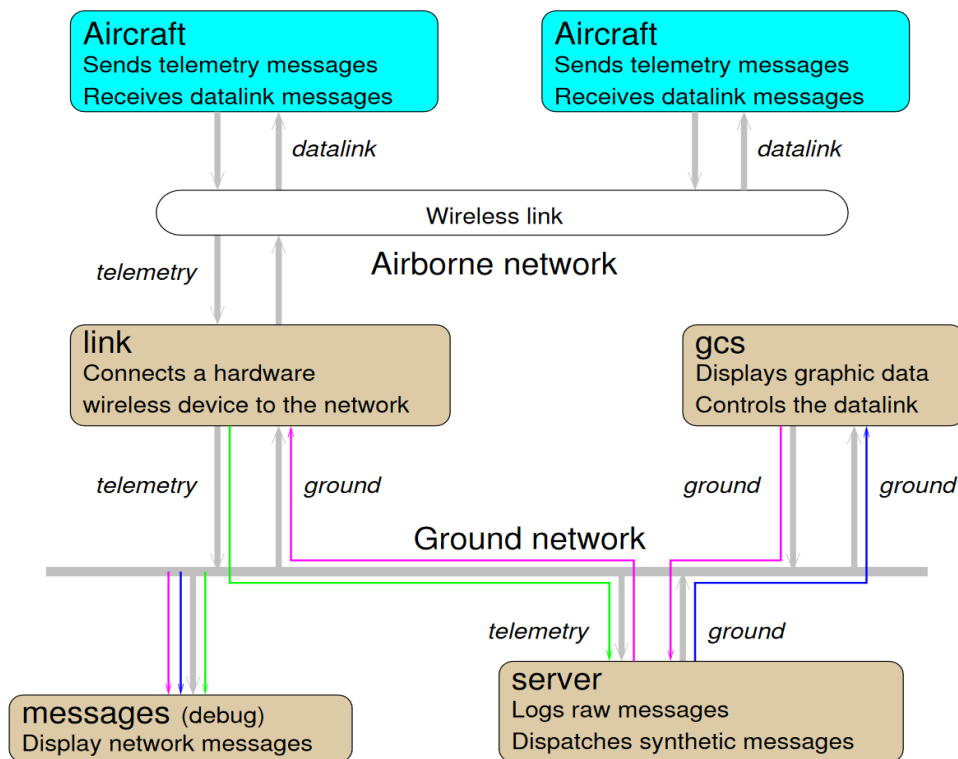 Aircraft
Sends telemetry messages
Receives datalink messages
Aircraft
Sends telemetry messages
Receives datalink messages
datalink
datalink
Wireless link
telemetry
Airborne network
link
Connects a hardware
wireless device to the network
gcs
Displays graphic data
Controls the datalink
telemetry
ground
ground
ground
Ground network
telemetry
ground
messages (debug)
Display network messages
server
Logs raw messages
Dispatches synthetic messages